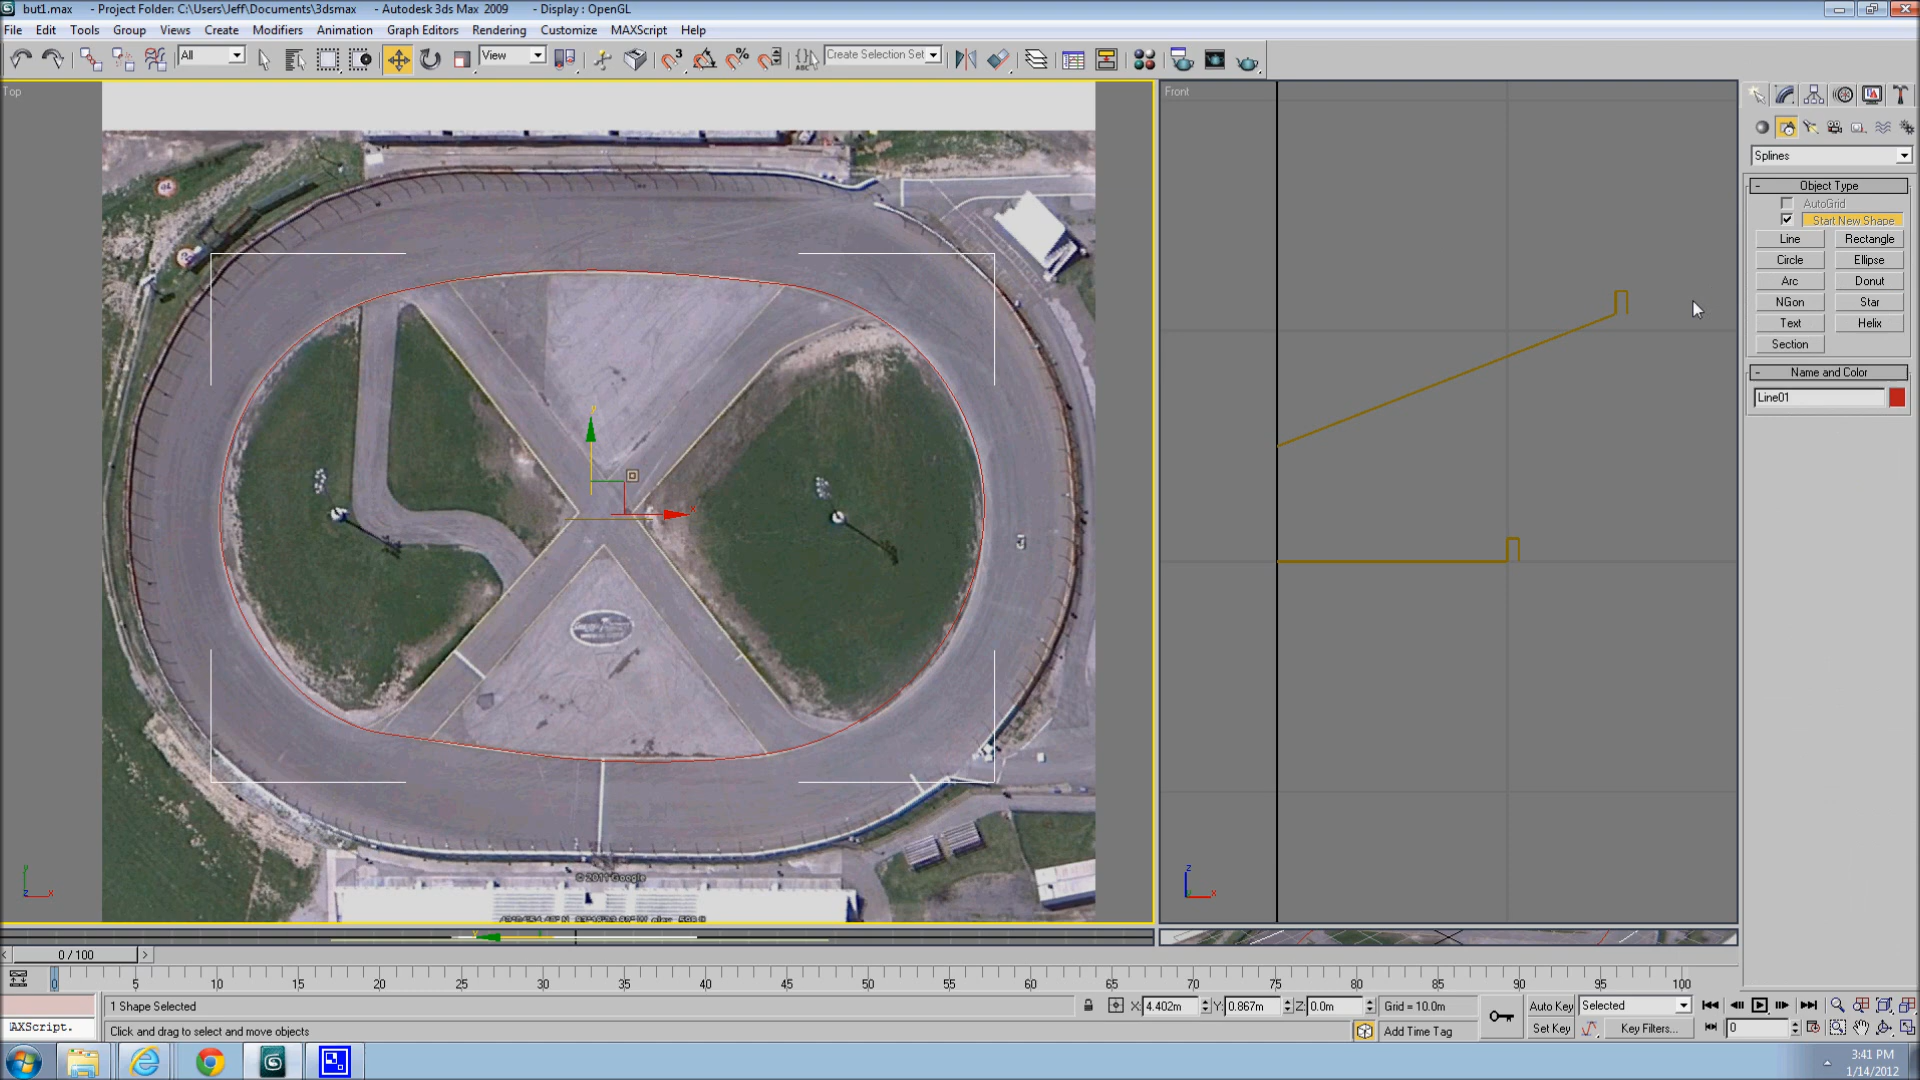 but1.max - Project Folder: C:\Users\Jeff\Documents\3dsmax - Autodesk 3ds Max 2009 - Display : OpenGL
File Edit Tools Group Views Create Modifiers Animation Graph Editors Rendering Customize MAXScript Help
All View Create Selection Set
Top
Front
Splines
- Object Type
AutoGrid
Start New Shape
Line Rectangle
Circle Ellipse
Arc Donut
NGon Star
Text Helix
Section
- Name and Color
Line01
y
x
© 2011 Google
z x
0 / 100
0 5 10 15 20 25 30 35 40 45 50 55 60 65 70 75 80 85 90 95 100
1 Shape Selected X: 4.402m Y: 0.867m Z: 0.0m Grid = 10.0m Auto Key Selected
AXScript. Click and drag to select and move objects Add Time Tag Set Key Key Filters... 0
3:41 PM
1/14/2012